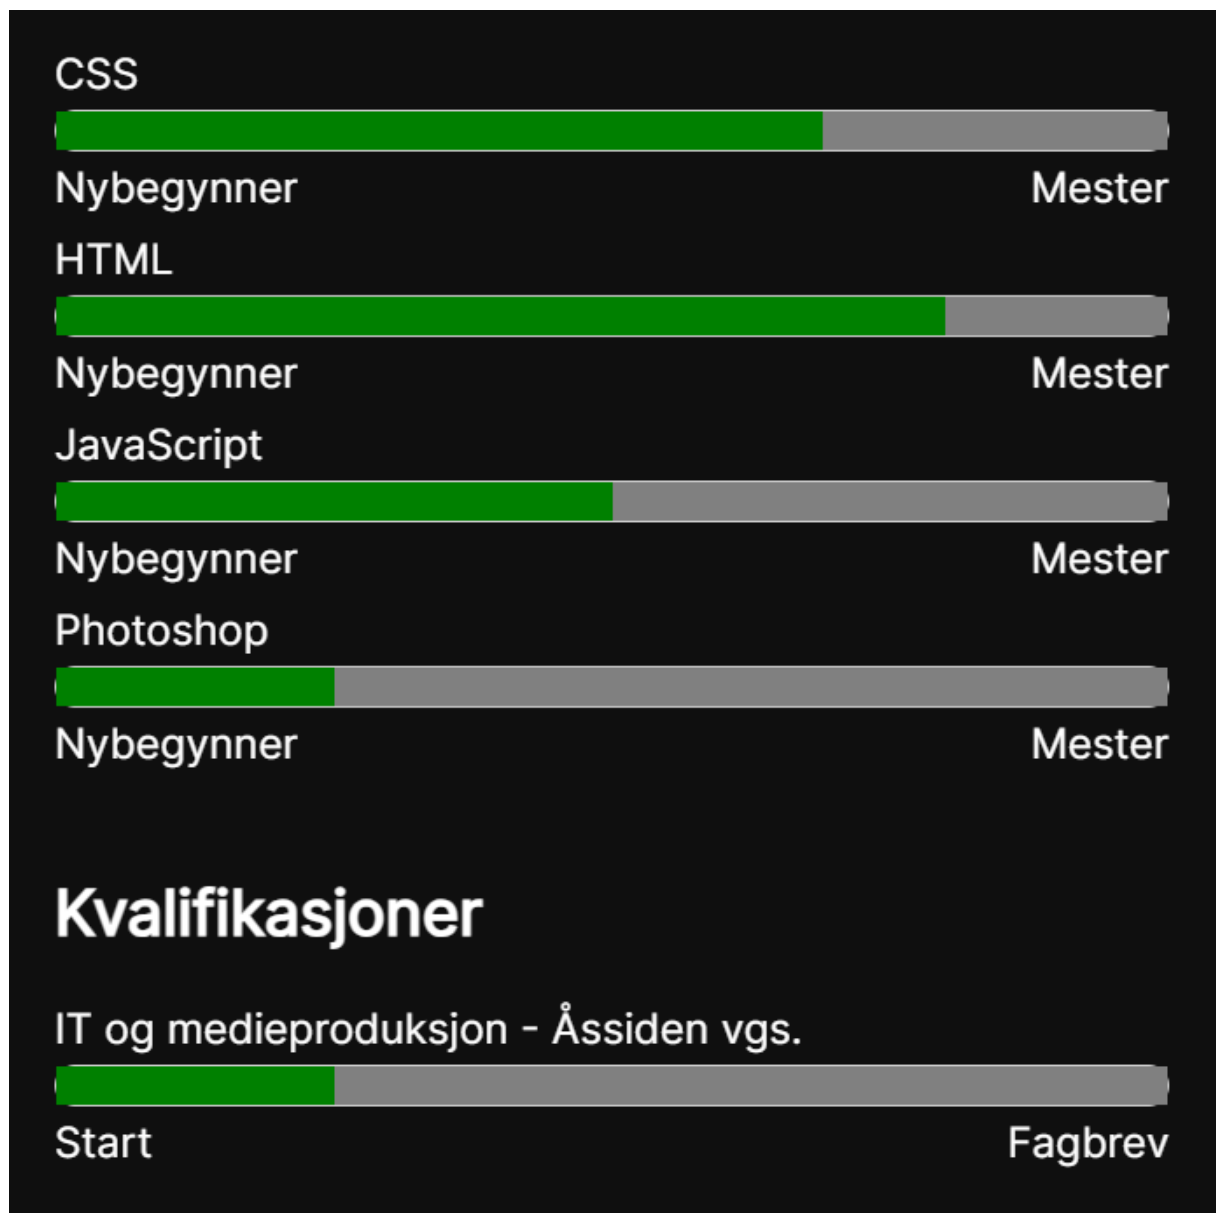 CSS
Nybegynner Mester
HTML
Nybegynner Mester
JavaScript
Nybegynner Mester
Photoshop
Nybegynner Mester
Kvalifikasjoner
IT og medieproduksjon - Åssiden vgs.
Start Fagbrev